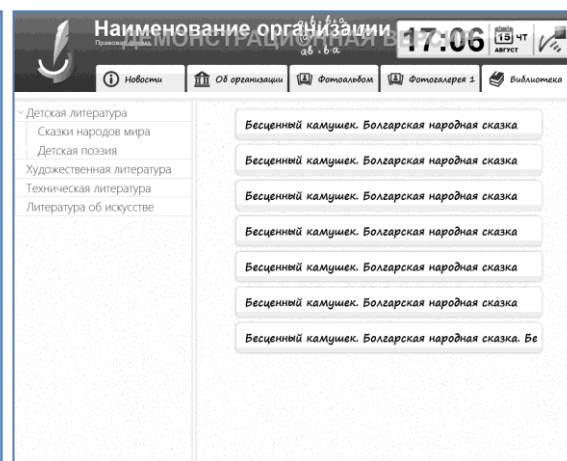 Наименование организации
Правовая форма
ДЕМОНСТРАЦИОННАЯ
17:06
15
ЧТ
АВГУСТ
Новости
Об организации
Фотоальбом
Фотогалерея 1
Библиотека
Детская литература
Сказки народов мира
Детская поэзия
Художественная литература
Техническая литература
Литература об искусстве
Бесценный камушек. Болгарская народная сказка
Бесценный камушек. Болгарская народная сказка
Бесценный камушек. Болгарская народная сказка
Бесценный камушек. Болгарская народная сказка
Бесценный камушек. Болгарская народная сказка
Бесценный камушек. Болгарская народная сказка
Бесценный камушек. Болгарская народная сказка. Бе